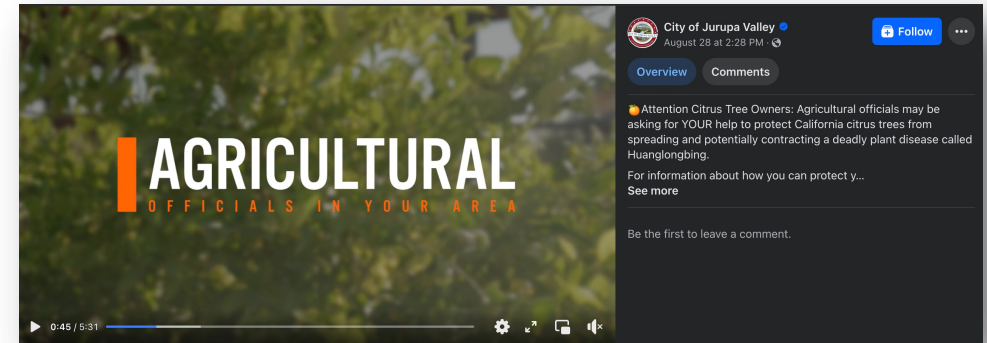 AGRICULTURAL
OFFICIALS IN YOUR AREA
0:45 / 5:31
City of Jurupa Valley
August 28 at 2:28 PM ·
Follow
Overview
Comments
🍊Attention Citrus Tree Owners: Agricultural officials may be
asking for YOUR help to protect California citrus trees from
spreading and potentially contracting a deadly plant disease called
Huanglongbing.
For information about how you can protect y...
See more
Be the first to leave a comment.